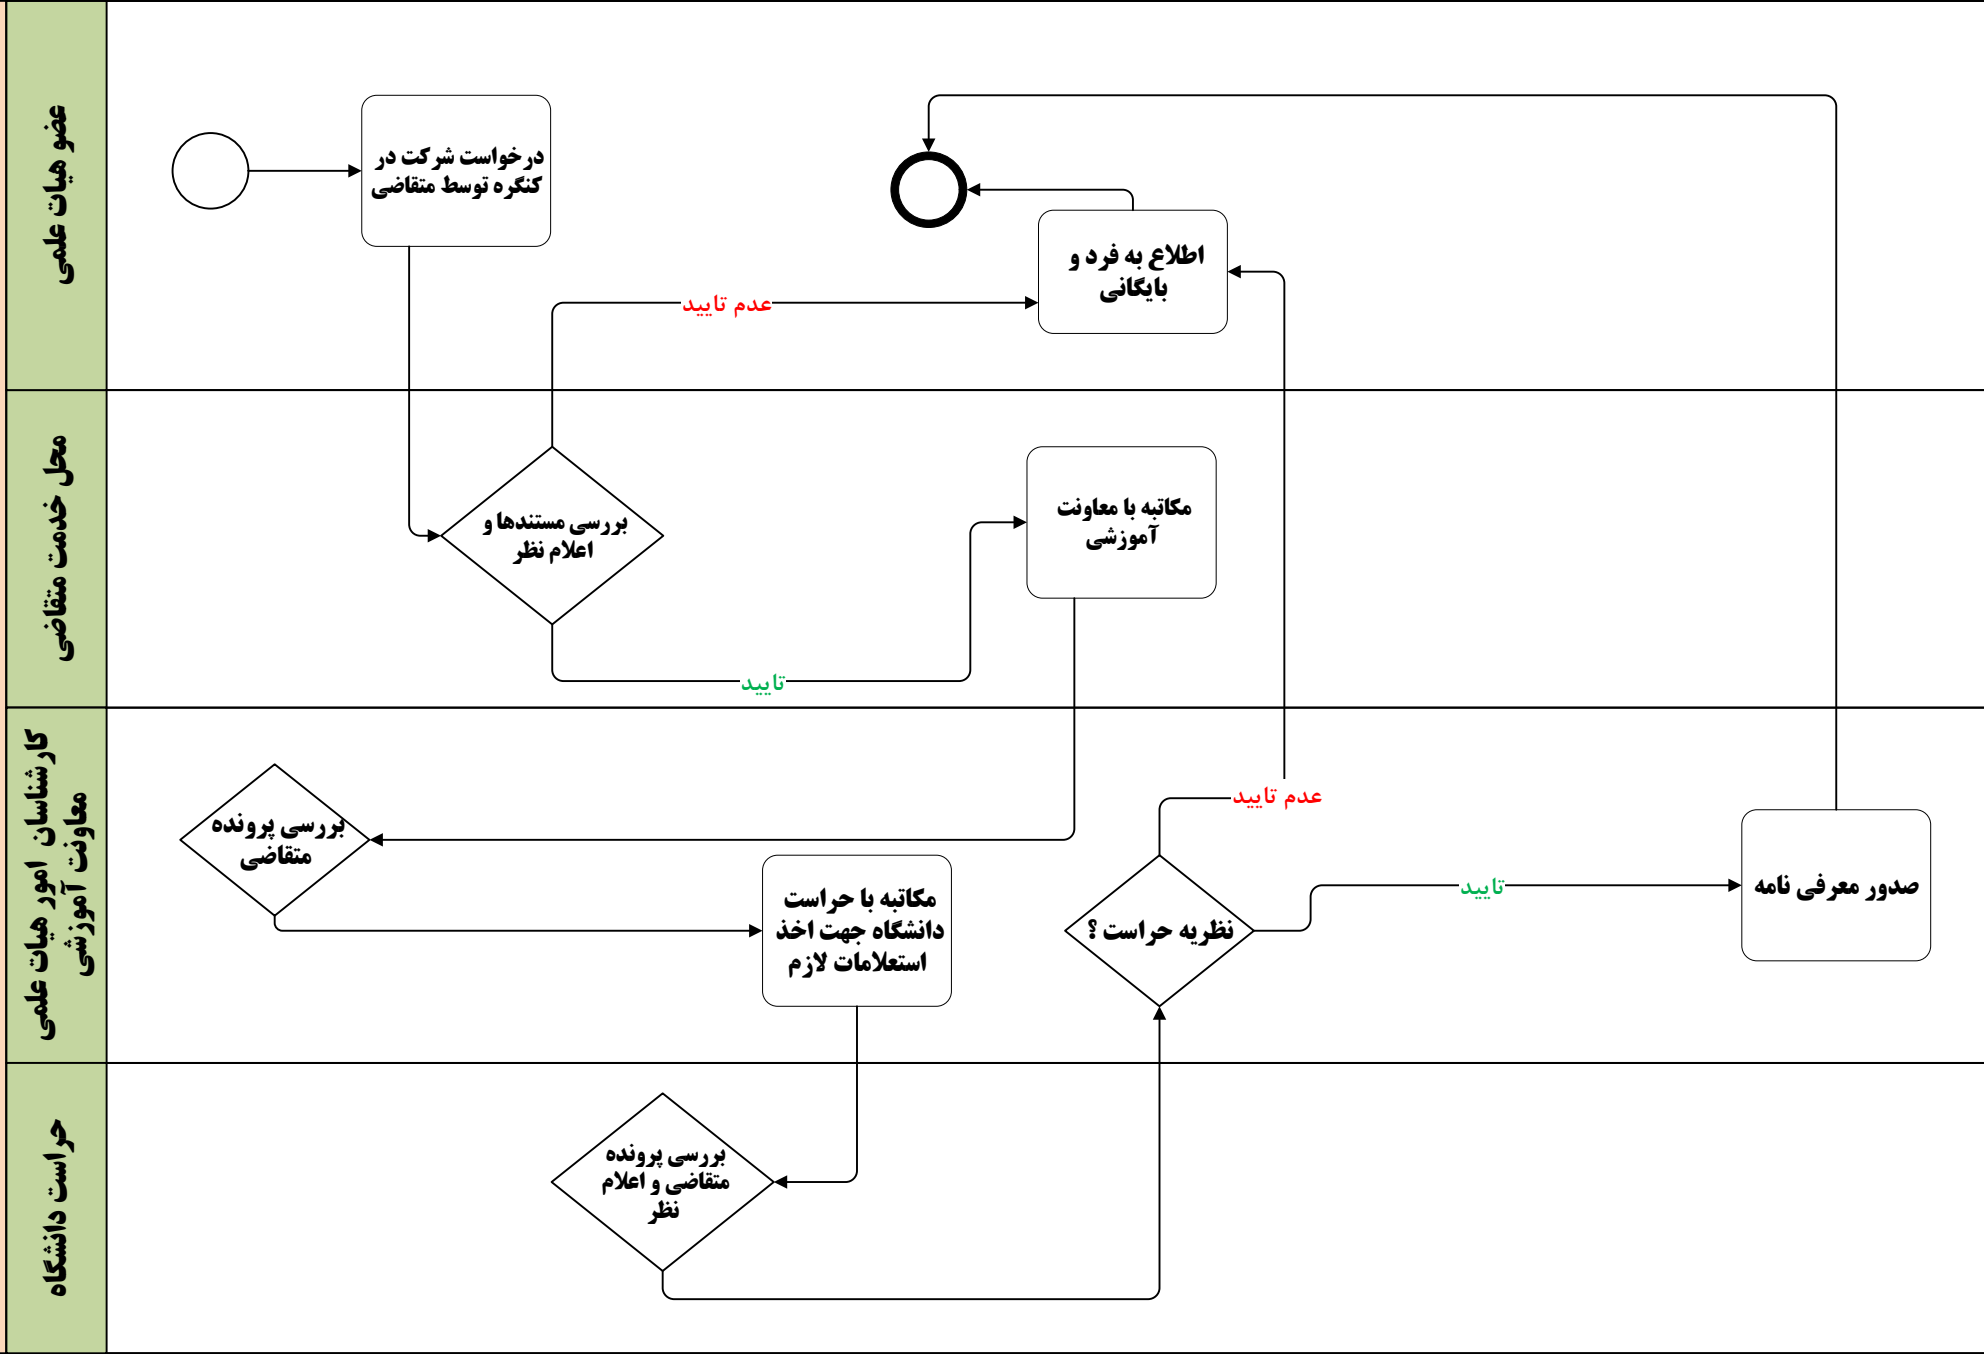 عضو هیات علمی
درخواست شرکت در
کنگره توسط متقاضی
اطلاع به فرد و
بایگانی
عدم تایید
محل خدمت متقاضی
بررسی مستندها و
اعلام نظر
مکاتبه با معاونت
آموزشی
تایید
کارشناسان امور هیات علمی
معاونت آموزشی
بررسی پرونده
متقاضی
مکاتبه با حراست
دانشگاه جهت اخذ
استعلامات لازم
نظریه حراست ؟
عدم تایید
تایید
صدور معرفی نامه
حراست دانشگاه
بررسی پرونده
متقاضی و اعلام
نظر